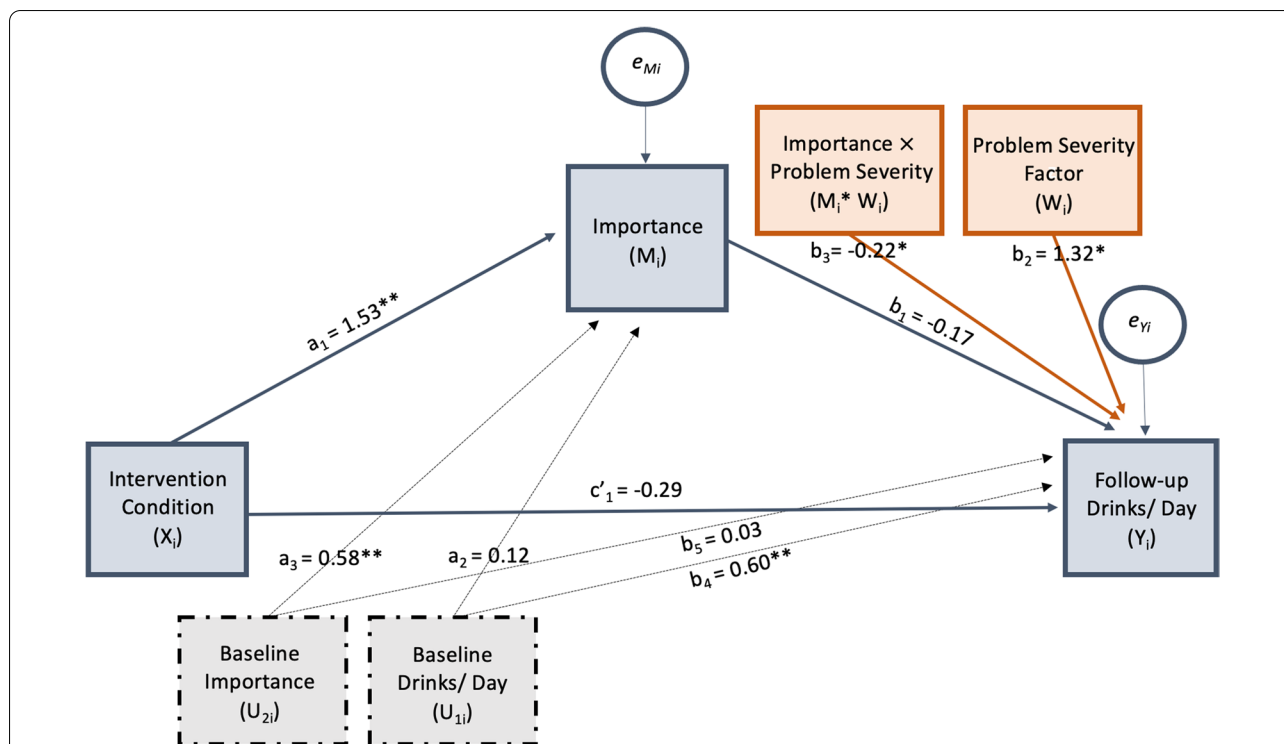 e_Mi
Importance ×
Problem Severity
(M_i* W_i)
Problem Severity
Factor
(W_i)
Importance
(M_i)
b_3= -0.22*
b_2= 1.32*
a_1 = 1.53**
b_1 = -0.17
e_Yi
Intervention
Condition
(X_i)
c'_1 = -0.29
Follow-up
Drinks/ Day
(Y_i)
a_3 = 0.58**
a_2 = 0.12
b_5 = 0.03
b_4 = 0.60**
Baseline
Importance
(U_2i)
Baseline
Drinks/ Day
(U_1i)